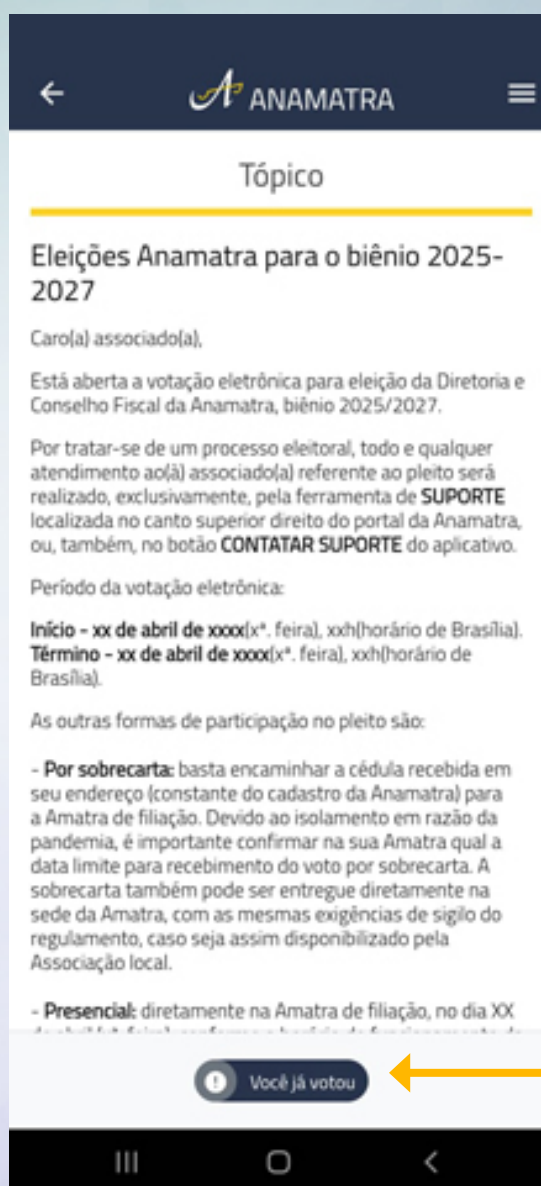 ANAMATRA
Tópico
Eleições Anamatra para o biênio 2025-
2027
Caro(a) associado(a),
Está aberta a votação eletrônica para eleição da Diretoria e
Conselho Fiscal da Anamatra, biênio 2025/2027.
Por tratar-se de um processo eleitoral, todo e qualquer
atendimento ao(à) associado(a) referente ao pleito será
realizado, exclusivamente, pela ferramenta de SUPORTE
localizada no canto superior direito do portal da Anamatra,
ou, também, no botão CONTATAR SUPORTE do aplicativo.
Período da votação eletrônica:
Início - xx de abril de xxxx(xª. feira), xxh(horário de Brasília).
Término - xx de abril de xxxx(xª. feira), xxh(horário de
Brasília).
As outras formas de participação no pleito são:
- Por sobrecarta: basta encaminhar a cédula recebida em
seu endereço (constante do cadastro da Anamatra) para
a Amatra de filiação. Devido ao isolamento em razão da
pandemia, é importante confirmar na sua Amatra qual a
data limite para recebimento do voto por sobrecarta. A
sobrecarta também pode ser entregue diretamente na
sede da Amatra, com as mesmas exigências de sigilo do
regulamento, caso seja assim disponibilizado pela
Associação local.
- Presencial: diretamente na Amatra de filiação, no dia XX
Você já votou